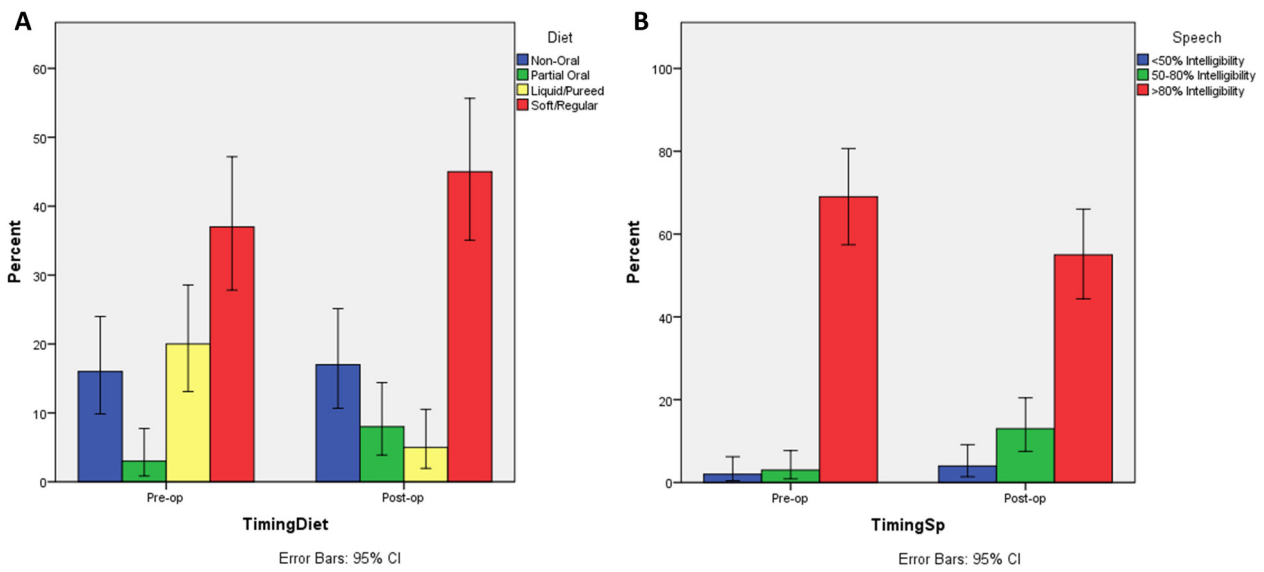 A
Diet
Non-Oral
Partial Oral
Liquid/Pureed
Soft/Regular
60
50
40
30
20
10
0
Percent
Pre-op
Post-op
TimingDiet
Error Bars: 95% CI
B
Speech
<50% Intelligibility
50-80% Intelligibility
>80% Intelligibility
100
80
60
40
20
0
Percent
Pre-op
Post-op
TimingSp
Error Bars: 95% CI